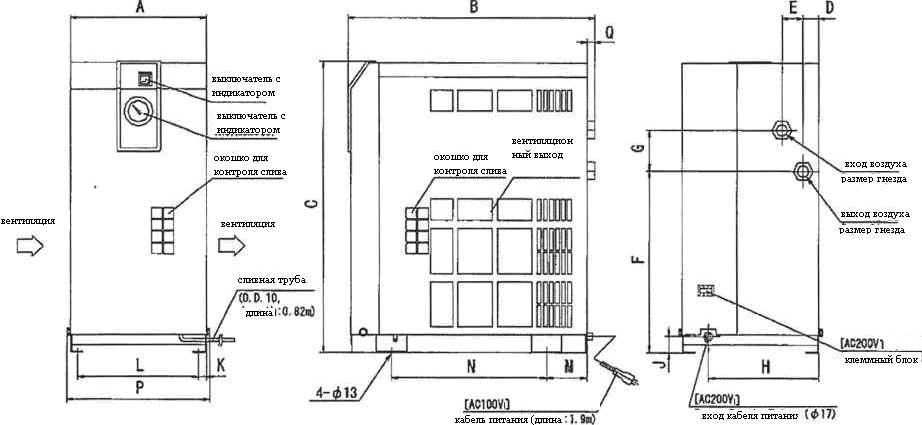 A
B
E
D
Q
выключатель с
индикатором
выключатель с
индикатором
окошко для
контроля слива
вентиляция
вентиляция
сливная труба
(O.D.10,
длина:0.82m)
L
K
P
C
окошко для
контроля слива
вентиляцион
ный выход
N
M
4-φ13
[AC100V]
кабель питания (длина:1.9m)
G
F
вход воздуха
размер гнезда
выход воздуха
размер гнезда
[AC200V]
клеммный блок
J
H
[AC200V]
вход кабеля питания (φ17)